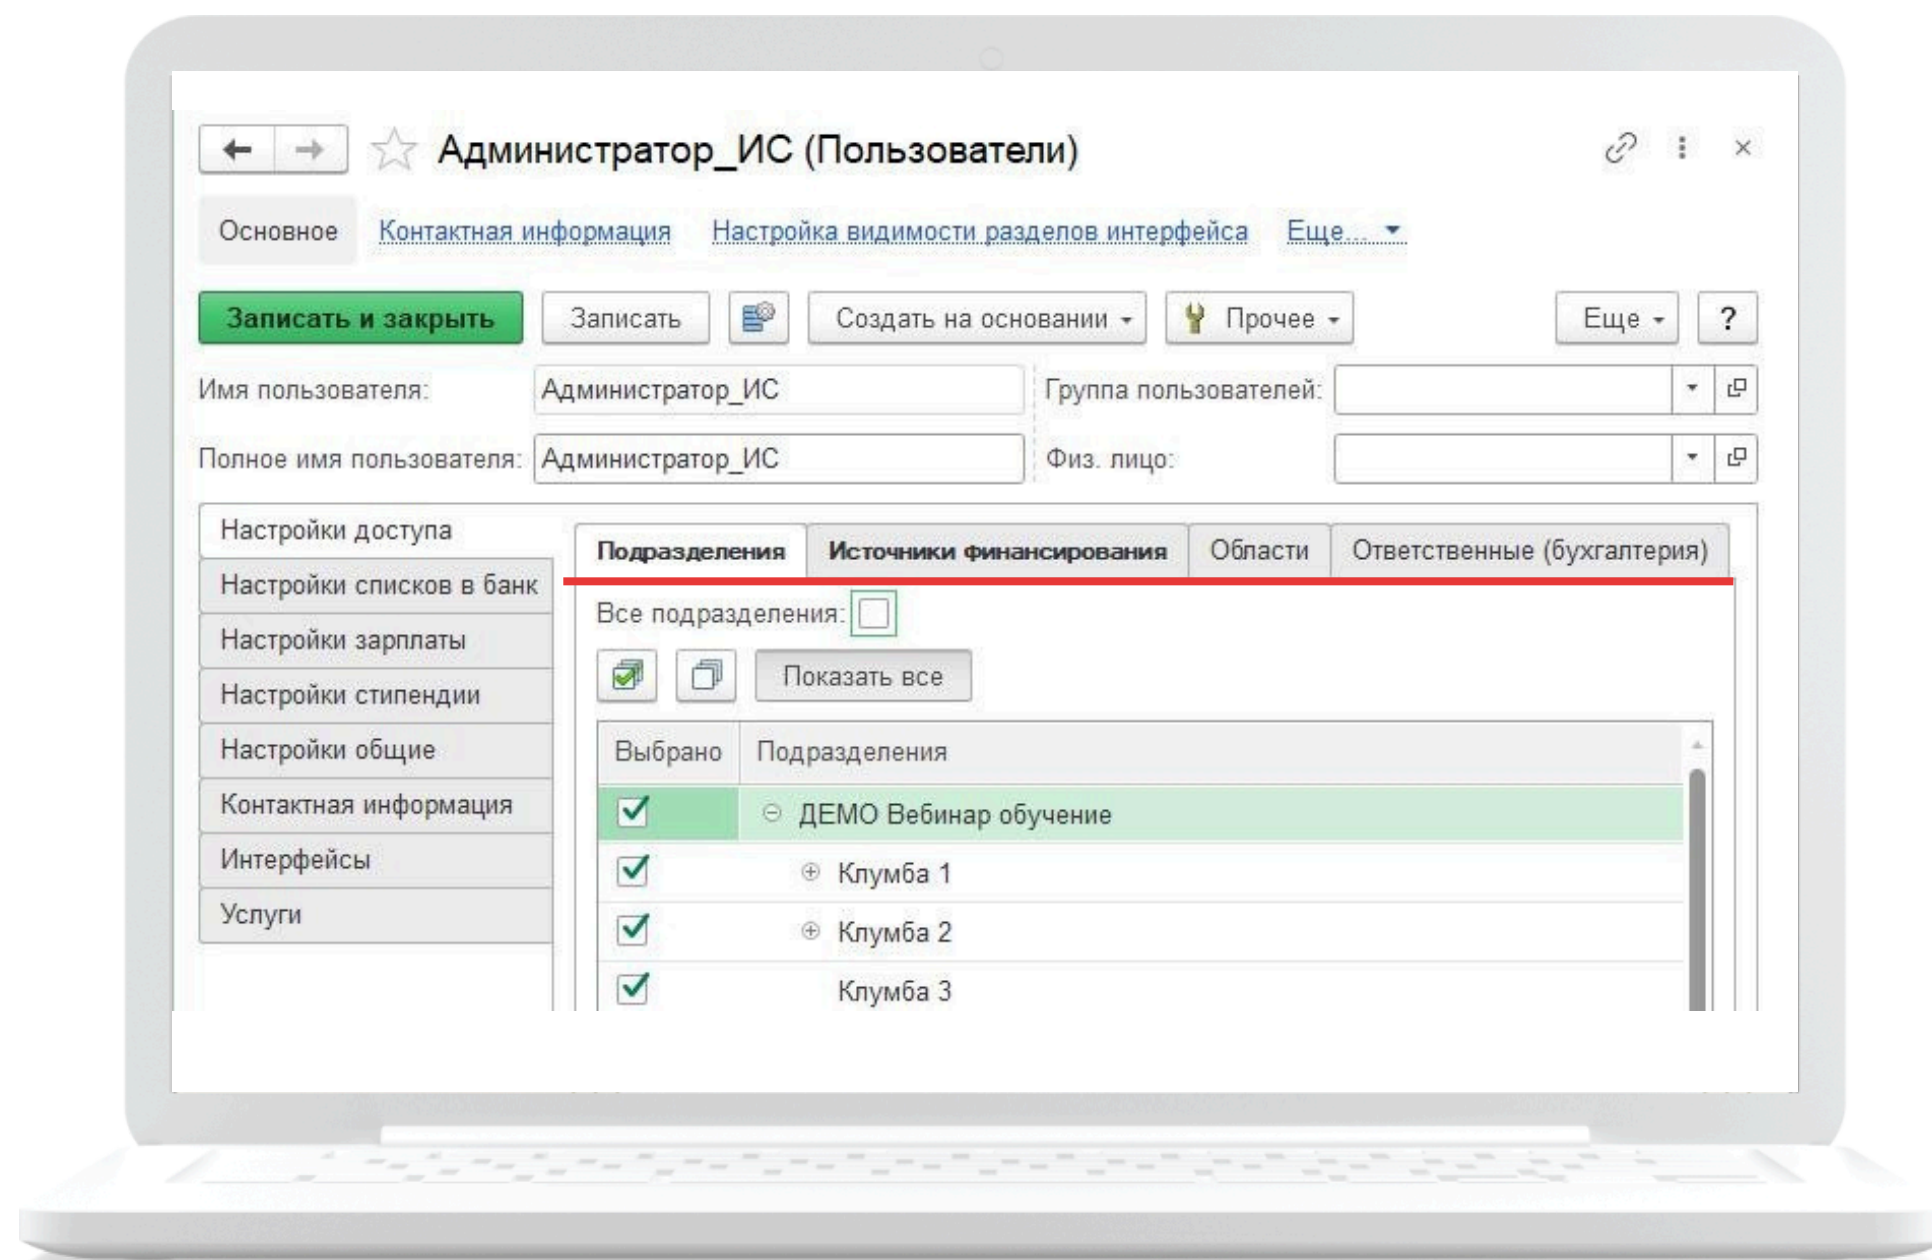 Администратор_ИС (Пользователи)
Основное Контактная информация Настройка видимости разделов интерфейса Еще...
Записать и закрыть Записать Создать на основании Прочее Еще ?
Имя пользователя: Администратор_ИС Группа пользователей:
Полное имя пользователя: Администратор_ИС Физ. лицо:
Настройки доступа
Настройки списков в банк
Настройки зарплаты
Настройки стипендии
Настройки общие
Контактная информация
Интерфейсы
Услуги
Подразделения Источники финансирования Области Ответственные (бухгалтерия)
Все подразделения:
Показать все
Выбрано Подразделения
ДЕМО Вебинар обучение
Клумба 1
Клумба 2
Клумба 3